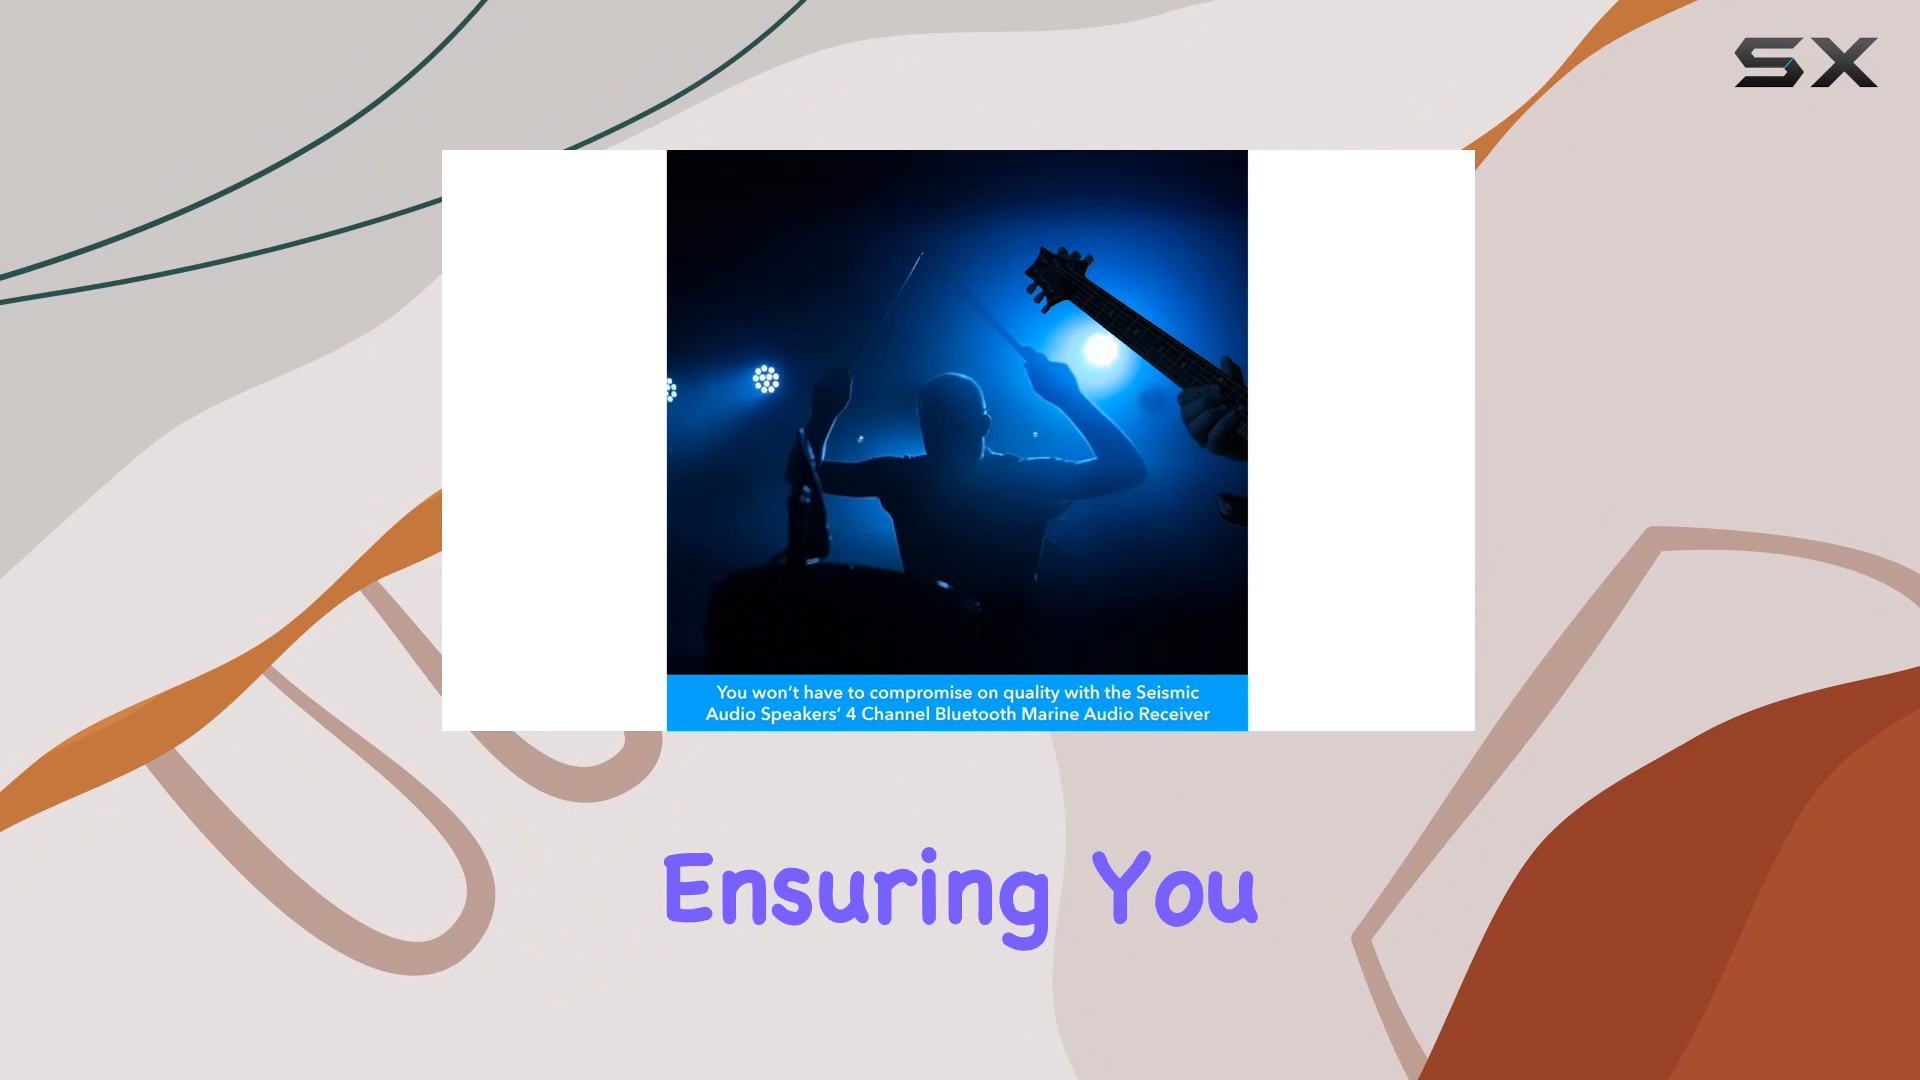 SX
You won’t have to compromise on quality with the Seismic
Audio Speakers’ 4 Channel Bluetooth Marine Audio Receiver
Ensuring You